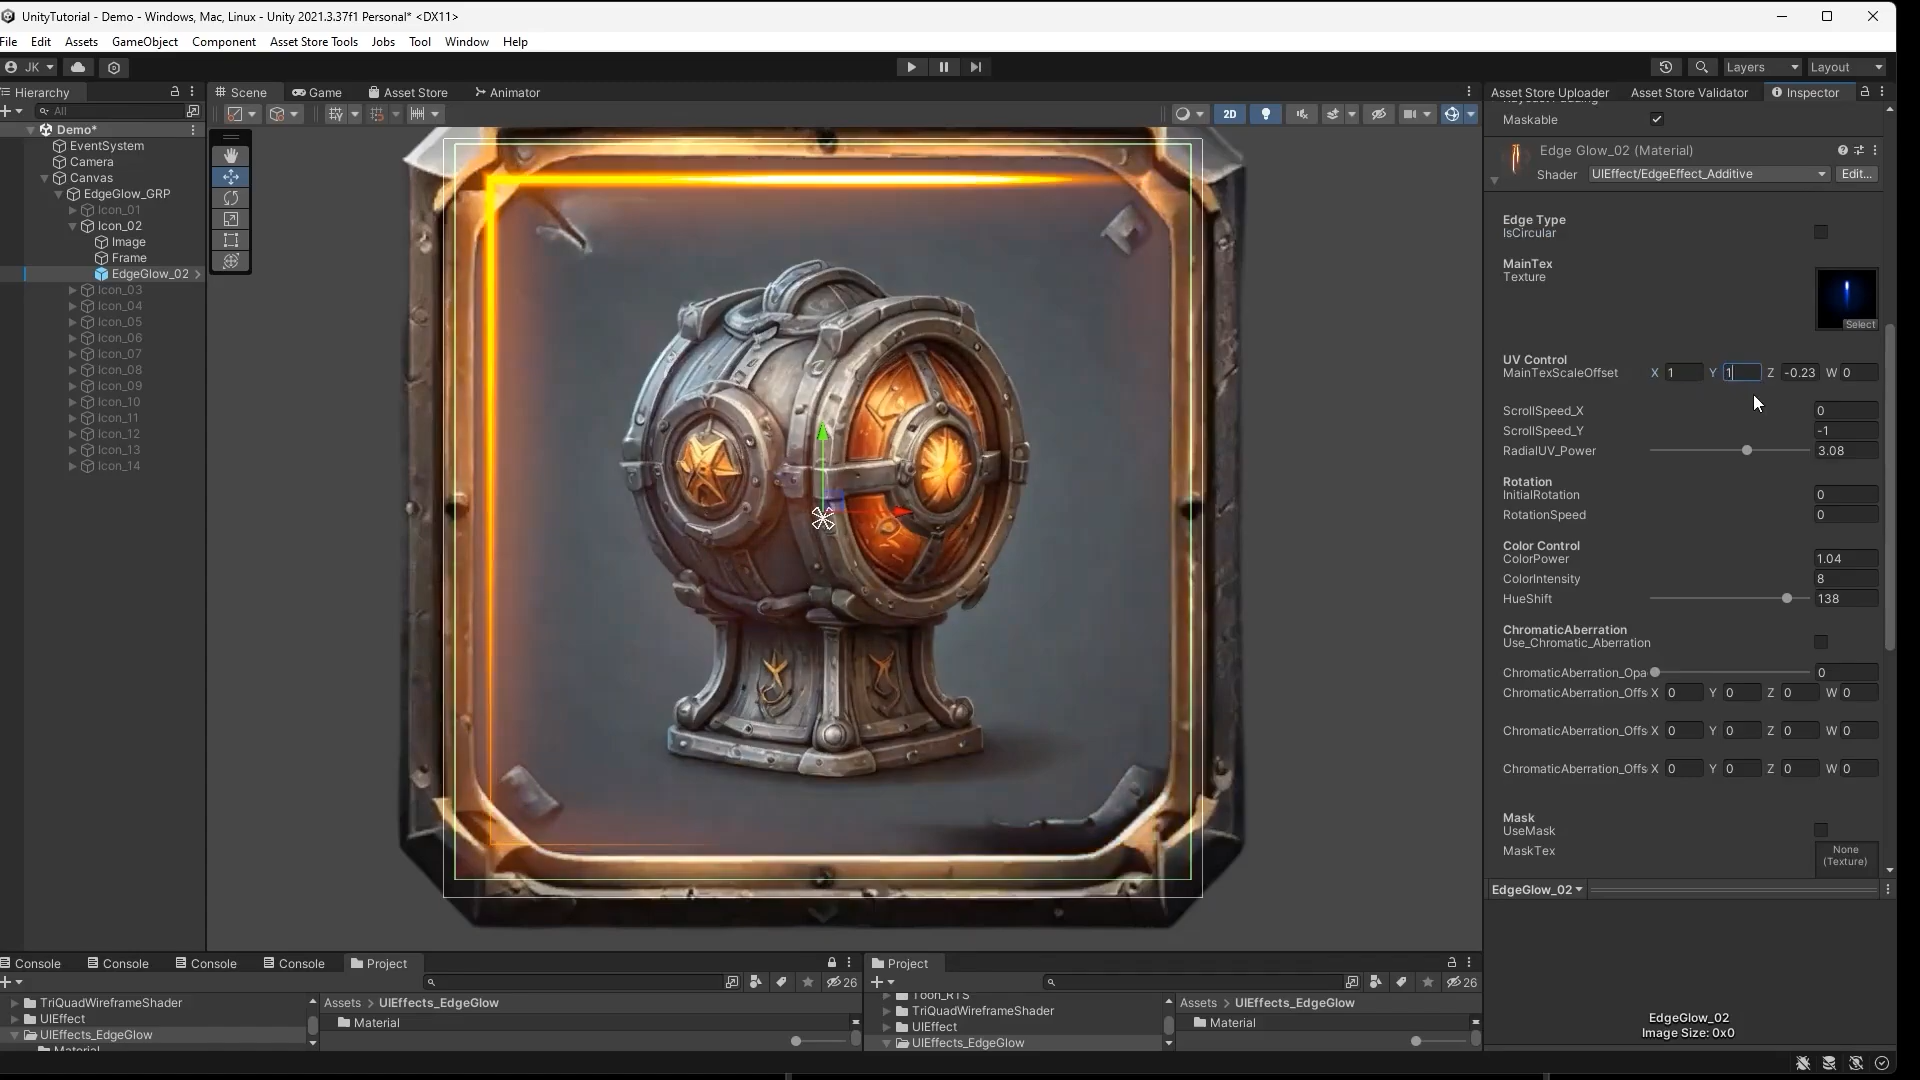 UnityTutorial - Demo - Windows, Mac, Linux - Unity 2021.3.37f1 Personal* <DX11>
File Edit Assets GameObject Component Asset Store Tools Jobs Tool Window Help
JK Layers Layout
Hierarchy
All
Demo*
EventSystem
Camera
Canvas
EdgeGlow_GRP
Icon_01
Icon_02
Image
Frame
EdgeGlow_02
Icon_03
Icon_04
Icon_05
Icon_06
Icon_07
Icon_08
Icon_09
Icon_10
Icon_11
Icon_12
Icon_13
Icon_14
Scene Game Asset Store Animator
2D
Asset Store Uploader Asset Store Validator Inspector
Maskable
Edge Glow_02 (Material)
Shader UIEffect/EdgeEffect_Additive Edit...
Edge Type
IsCircular
MainTex
Texture
Select
UV Control
MainTexScaleOffset X 1 Y 1 Z -0.23 W 0
ScrollSpeed_X 0
ScrollSpeed_Y -1
RadialUV_Power 3.08
Rotation
InitialRotation 0
RotationSpeed 0
Color Control
ColorPower 1.04
ColorIntensity 8
HueShift 138
ChromaticAberration
Use_Chromatic_Aberration
ChromaticAberration_Opa 0
ChromaticAberration_Offs X 0 Y 0 Z 0 W 0
ChromaticAberration_Offs X 0 Y 0 Z 0 W 0
ChromaticAberration_Offs X 0 Y 0 Z 0 W 0
Mask
UseMask
MaskTex
None
(Texture)
EdgeGlow_02
EdgeGlow_02
Image Size: 0x0
Console Console Console Console Project
26
TriQuadWireframeShader
UIEffect
UIEffects_EdgeGlow
Material
Assets > UIEffects_EdgeGlow
Material
Project
26
Toon_RTS
TriQuadWireframeShader
UIEffect
UIEffects_EdgeGlow
Assets > UIEffects_EdgeGlow
Material